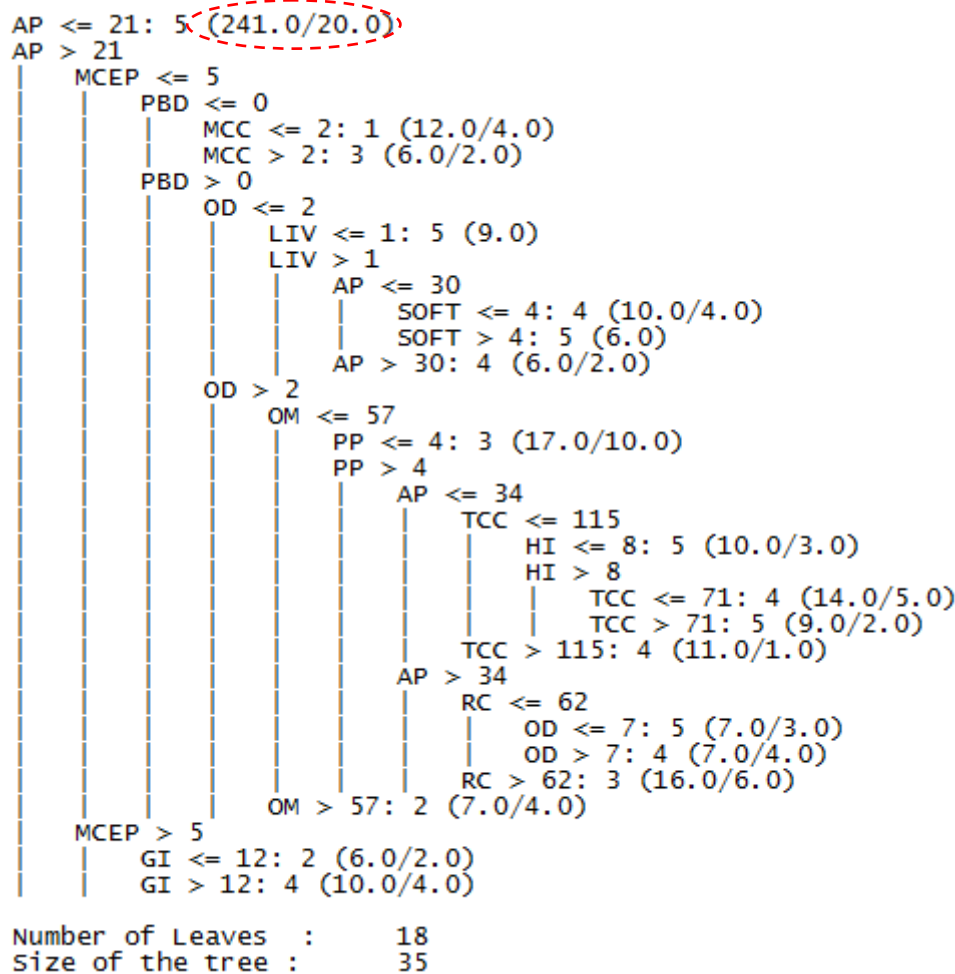 AP <= 21: 5 (241.0/20.0)
AP > 21
|    MCEP <= 5
|    |    PBD <= 0
|    |    |    MCC <= 2: 1 (12.0/4.0)
|    |    |    MCC > 2: 3 (6.0/2.0)
|    |    PBD > 0
|    |    |    OD <= 2
|    |    |    |    LIV <= 1: 5 (9.0)
|    |    |    |    LIV > 1
|    |    |    |    |    AP <= 30
|    |    |    |    |    |    SOFT <= 4: 4 (10.0/4.0)
|    |    |    |    |    |    SOFT > 4: 5 (6.0)
|    |    |    |    |    AP > 30: 4 (6.0/2.0)
|    |    |    OD > 2
|    |    |    |    OM <= 57
|    |    |    |    |    PP <= 4: 3 (17.0/10.0)
|    |    |    |    |    PP > 4
|    |    |    |    |    |    AP <= 34
|    |    |    |    |    |    |    TCC <= 115
|    |    |    |    |    |    |    |    HI <= 8: 5 (10.0/3.0)
|    |    |    |    |    |    |    |    HI > 8
|    |    |    |    |    |    |    |    |    TCC <= 71: 4 (14.0/5.0)
|    |    |    |    |    |    |    |    |    TCC > 71: 5 (9.0/2.0)
|    |    |    |    |    |    |    TCC > 115: 4 (11.0/1.0)
|    |    |    |    |    |    AP > 34
|    |    |    |    |    |    |    RC <= 62
|    |    |    |    |    |    |    |    OD <= 7: 5 (7.0/3.0)
|    |    |    |    |    |    |    |    OD > 7: 4 (7.0/4.0)
|    |    |    |    |    |    |    RC > 62: 3 (16.0/6.0)
|    |    |    |    OM > 57: 2 (7.0/4.0)
|    MCEP > 5
|    |    GI <= 12: 2 (6.0/2.0)
|    |    GI > 12: 4 (10.0/4.0)
Number of Leaves  :     18
Size of the tree :      35